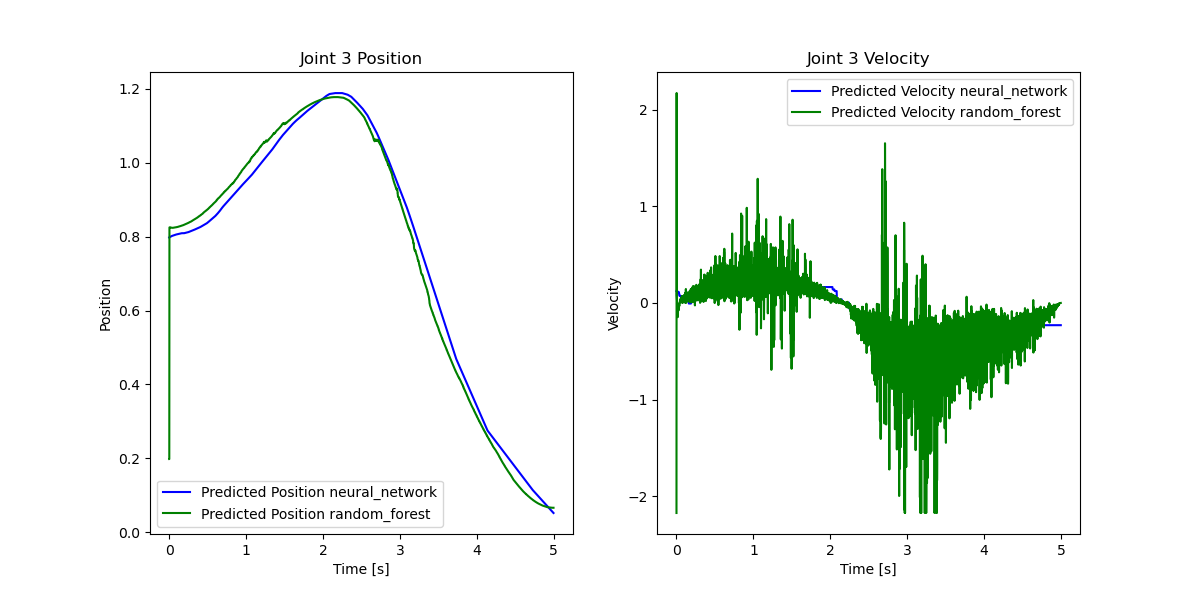 Joint 3 Position
1.2
1.0
0.8
0.6
0.4
0.2
0.0
Position
Predicted Position neural_network
Predicted Position random_forest
0 1 2 3 4 5
Time [s]
Joint 3 Velocity
Predicted Velocity neural_network
Predicted Velocity random_forest
2
1
0
−1
−2
Velocity
0 1 2 3 4 5
Time [s]